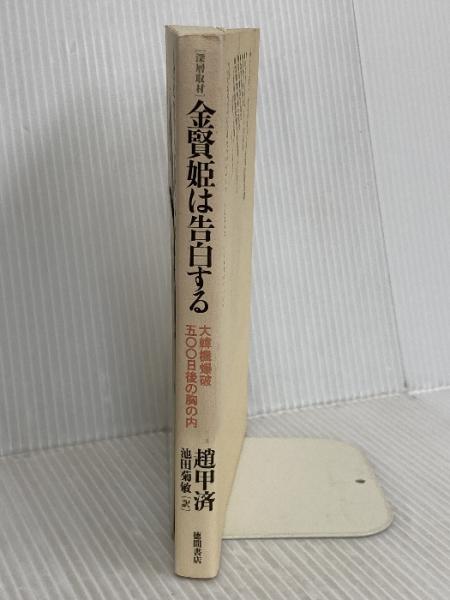 ［深層取材］
金賢姫は告白する
大韓機爆破
五〇〇日後の胸の内
趙甲済
池田菊敏［訳］
徳間書店